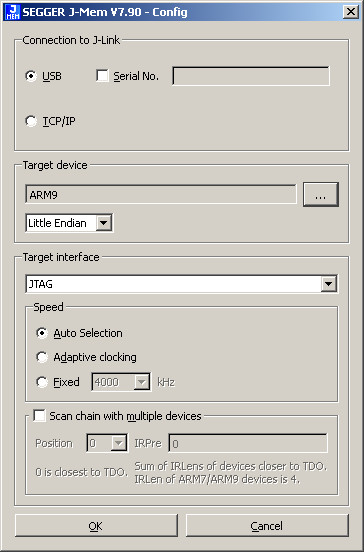 J
MEM
SEGGER J-Mem V7.90 - Config
Connection to J-Link
USB
Serial No.
TCP/IP
Target device
ARM9
...
Little Endian
Target interface
JTAG
Speed
Auto Selection
Adaptive clocking
Fixed
4000
kHz
Scan chain with multiple devices
Position
0
IRPre
0
0 is closest to TDO.
Sum of IRLens of devices closer to TDO.
IRLen of ARM7/ARM9 devices is 4.
OK
Cancel